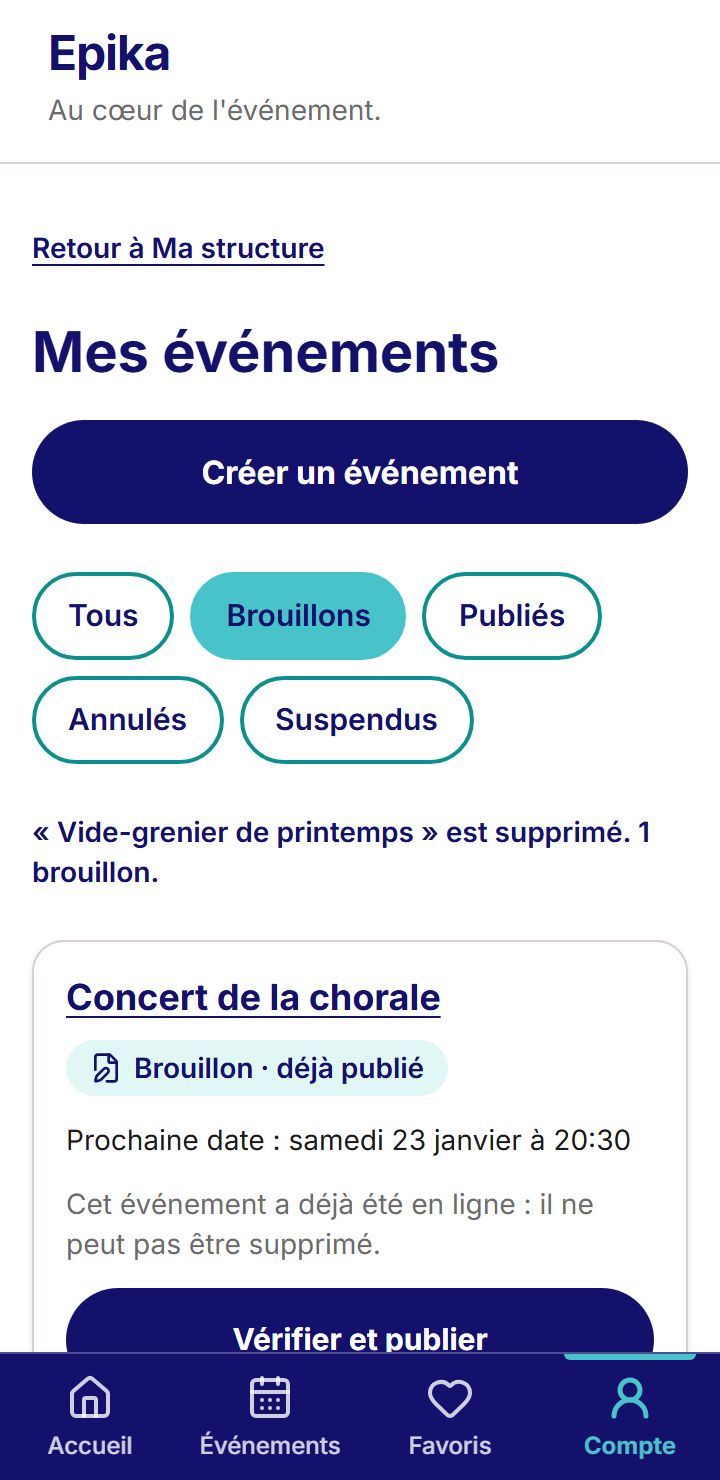 Epika
Au cœur de l'événement.
Retour à Ma structure
Mes événements
Créer un événement
Tous
Brouillons
Publiés
Annulés
Suspendus
« Vide-grenier de printemps » est supprimé. 1
brouillon.
Concert de la chorale
Brouillon · déjà publié
Prochaine date : samedi 23 janvier à 20:30
Cet événement a déjà été en ligne : il ne
peut pas être supprimé.
Vérifier et publier
Accueil
Événements
Favoris
Compte